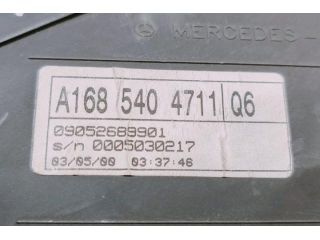 MERCEDES -
A168 540 4711 Q6
09052689901
s/n 0005030217
03/05/00 03:37:46